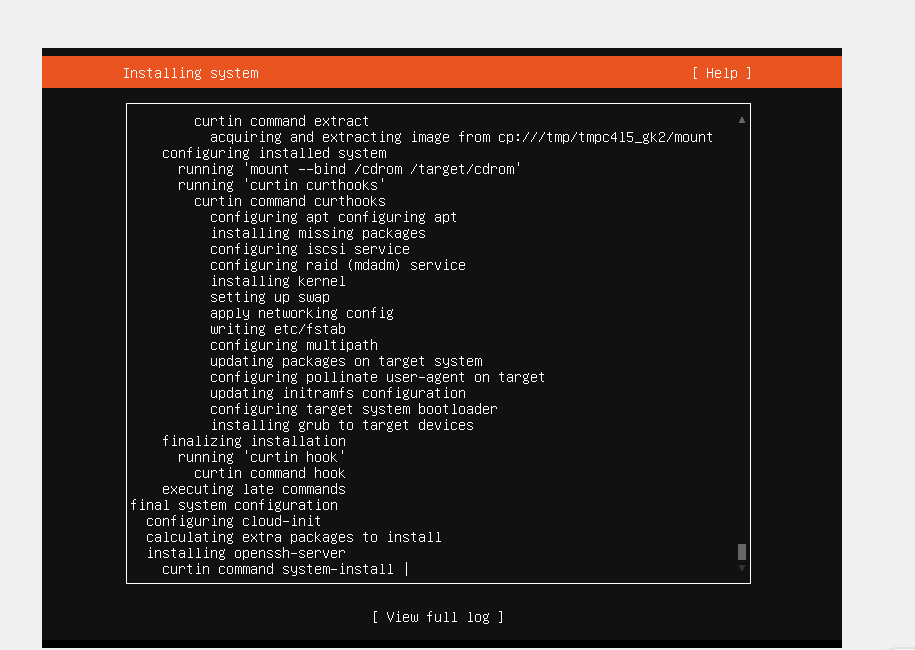 Installing system [ Help ]
curtin command extract
acquiring and extracting image from cp:///tmp/tmpc4l5_gk2/mount
configuring installed system
running 'mount --bind /cdrom /target/cdrom'
running 'curtin curthooks'
curtin command curthooks
configuring apt configuring apt
installing missing packages
configuring iscsi service
configuring raid (mdadm) service
installing kernel
setting up swap
apply networking config
writing etc/fstab
configuring multipath
updating packages on target system
configuring pollinate user-agent on target
updating initramfs configuration
configuring target system bootloader
installing grub to target devices
finalizing installation
running 'curtin hook'
curtin command hook
executing late commands
final system configuration
configuring cloud-init
calculating extra packages to install
installing openssh-server
curtin command system-install |
[ View full log ]